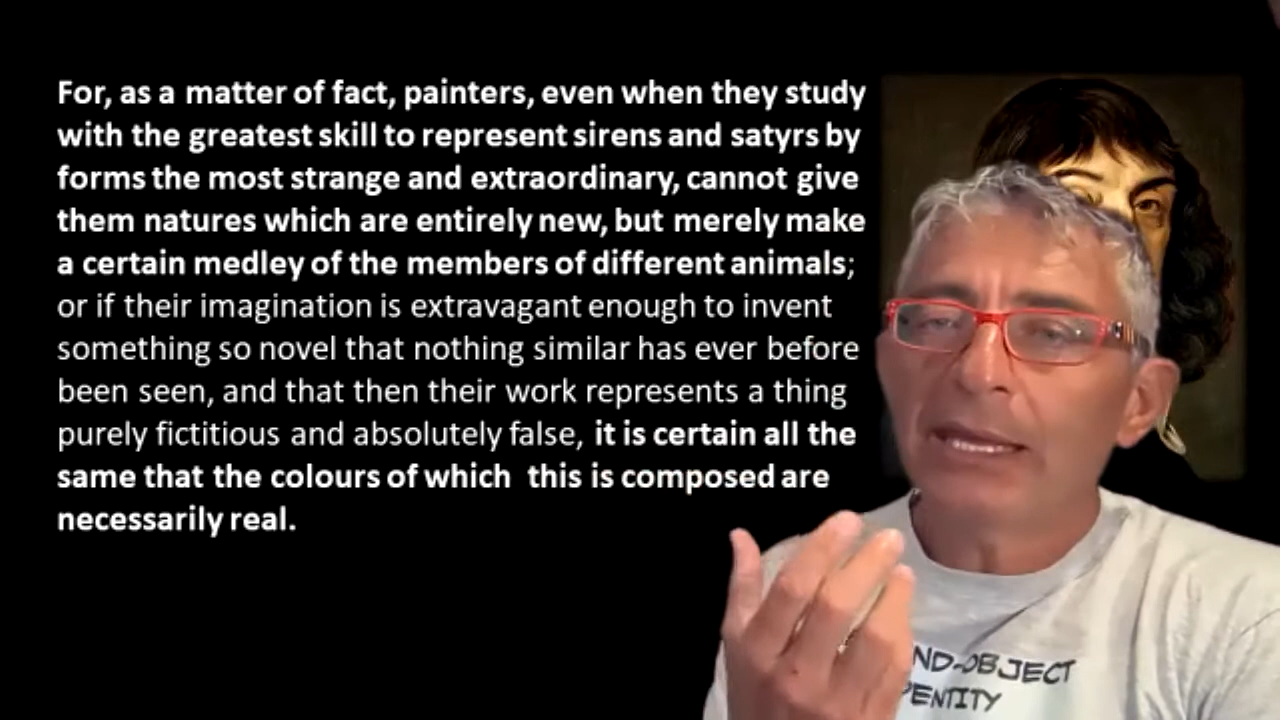 For, as a matter of fact, painters, even when they study
with the greatest skill to represent sirens and satyrs by
forms the most strange and extraordinary, cannot give
them natures which are entirely new, but merely make
a certain medley of the members of different animals;
or if their imagination is extravagant enough to invent
something so novel that nothing similar has ever before
been seen, and that then their work represents a thing
purely fictitious and absolutely false, it is certain all the
same that the colours of which this is composed are
necessarily real.
ND-OBJECT
ENTITY